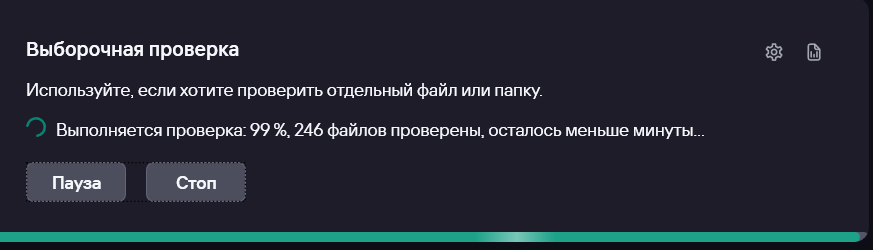 Выборочная проверка
Используйте, если хотите проверить отдельный файл или папку.
Выполняется проверка: 99 %, 246 файлов проверены, осталось меньше минуты...
Пауза
Стоп